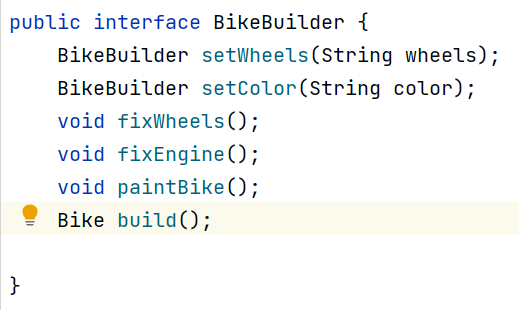 public interface BikeBuilder {
    BikeBuilder setWheels(String wheels);
    BikeBuilder setColor(String color);
    void fixWheels();
    void fixEngine();
    void paintBike();
    Bike build();
}